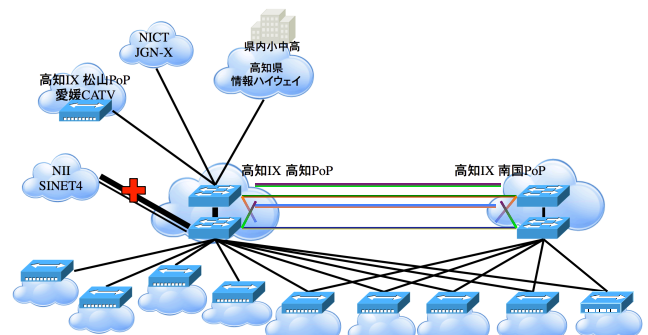 NICT
JGN-X
県内小中高
高知県
情報ハイウェイ
高知IX 松山PoP
愛媛CATV
NII
SINET4
高知IX 高知PoP
高知IX 南国PoP